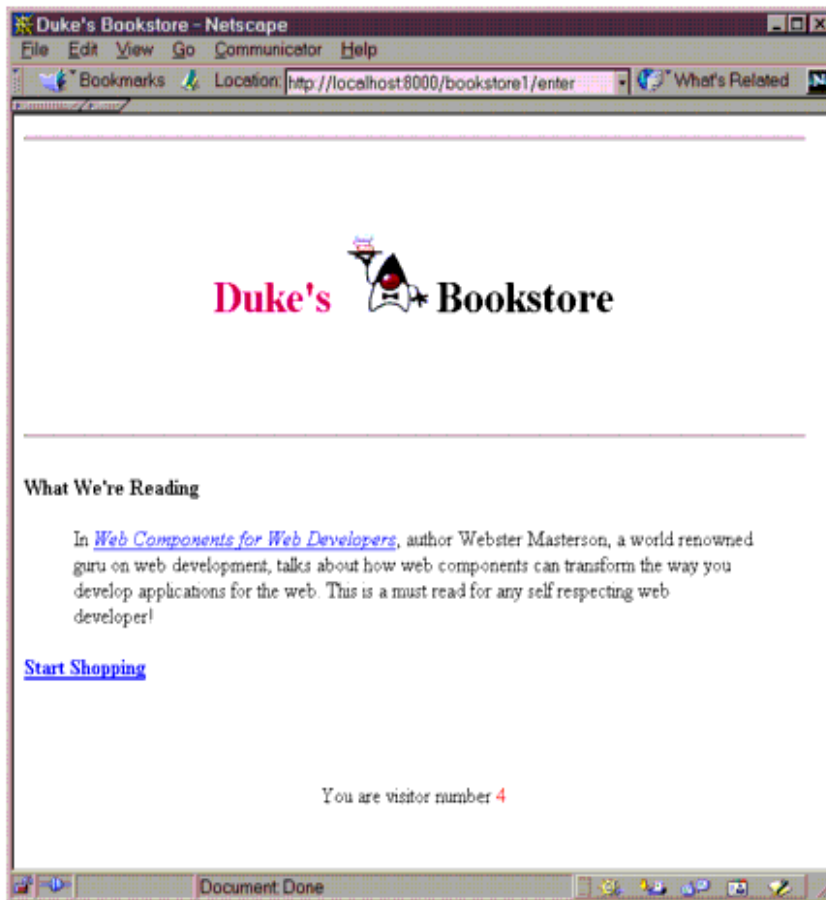 Duke's Bookstore - Netscape
File Edit View Go Communicator Help
Bookmarks Location: http://localhost:8000/bookstore1/enter What's Related N
Duke's Bookstore
What We're Reading
In Web Components for Web Developers, author Webster Masterson, a world renowned
guru on web development, talks about how web components can transform the way you
develop applications for the web. This is a must read for any self respecting web
developer!
Start Shopping
You are visitor number 4
Document: Done